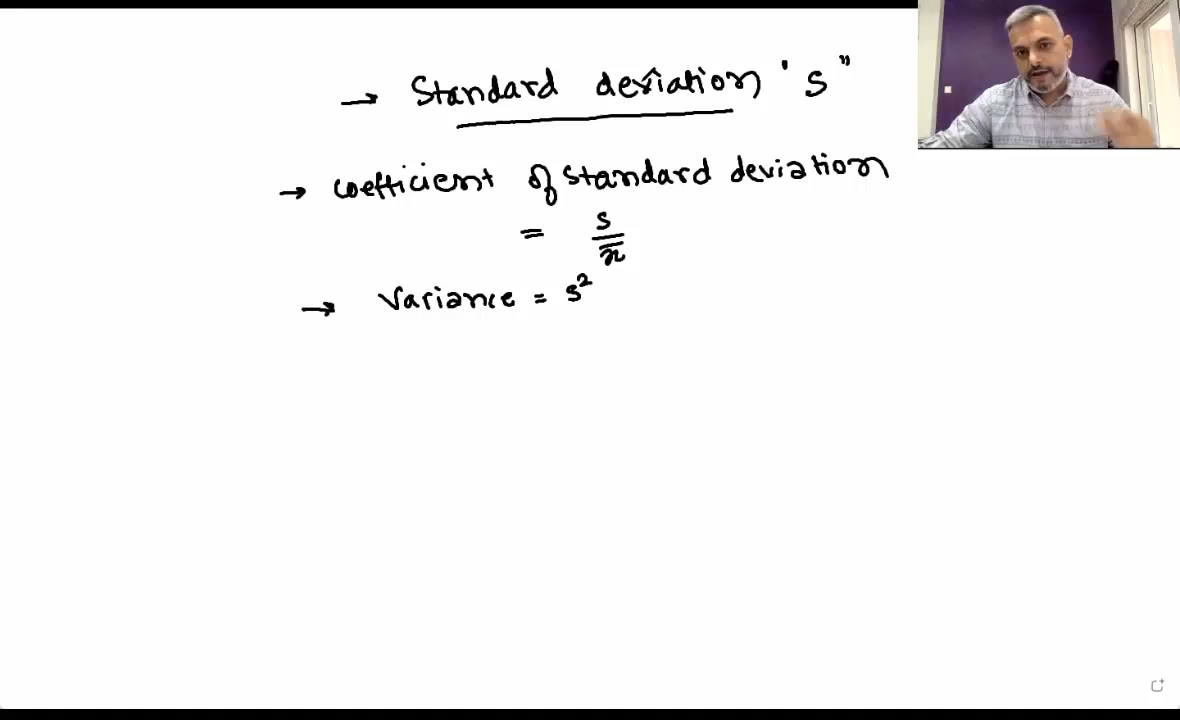 → Standard deviation 's"
→ coefficient of standard deviation
= s/x̄
→ Variance = s²